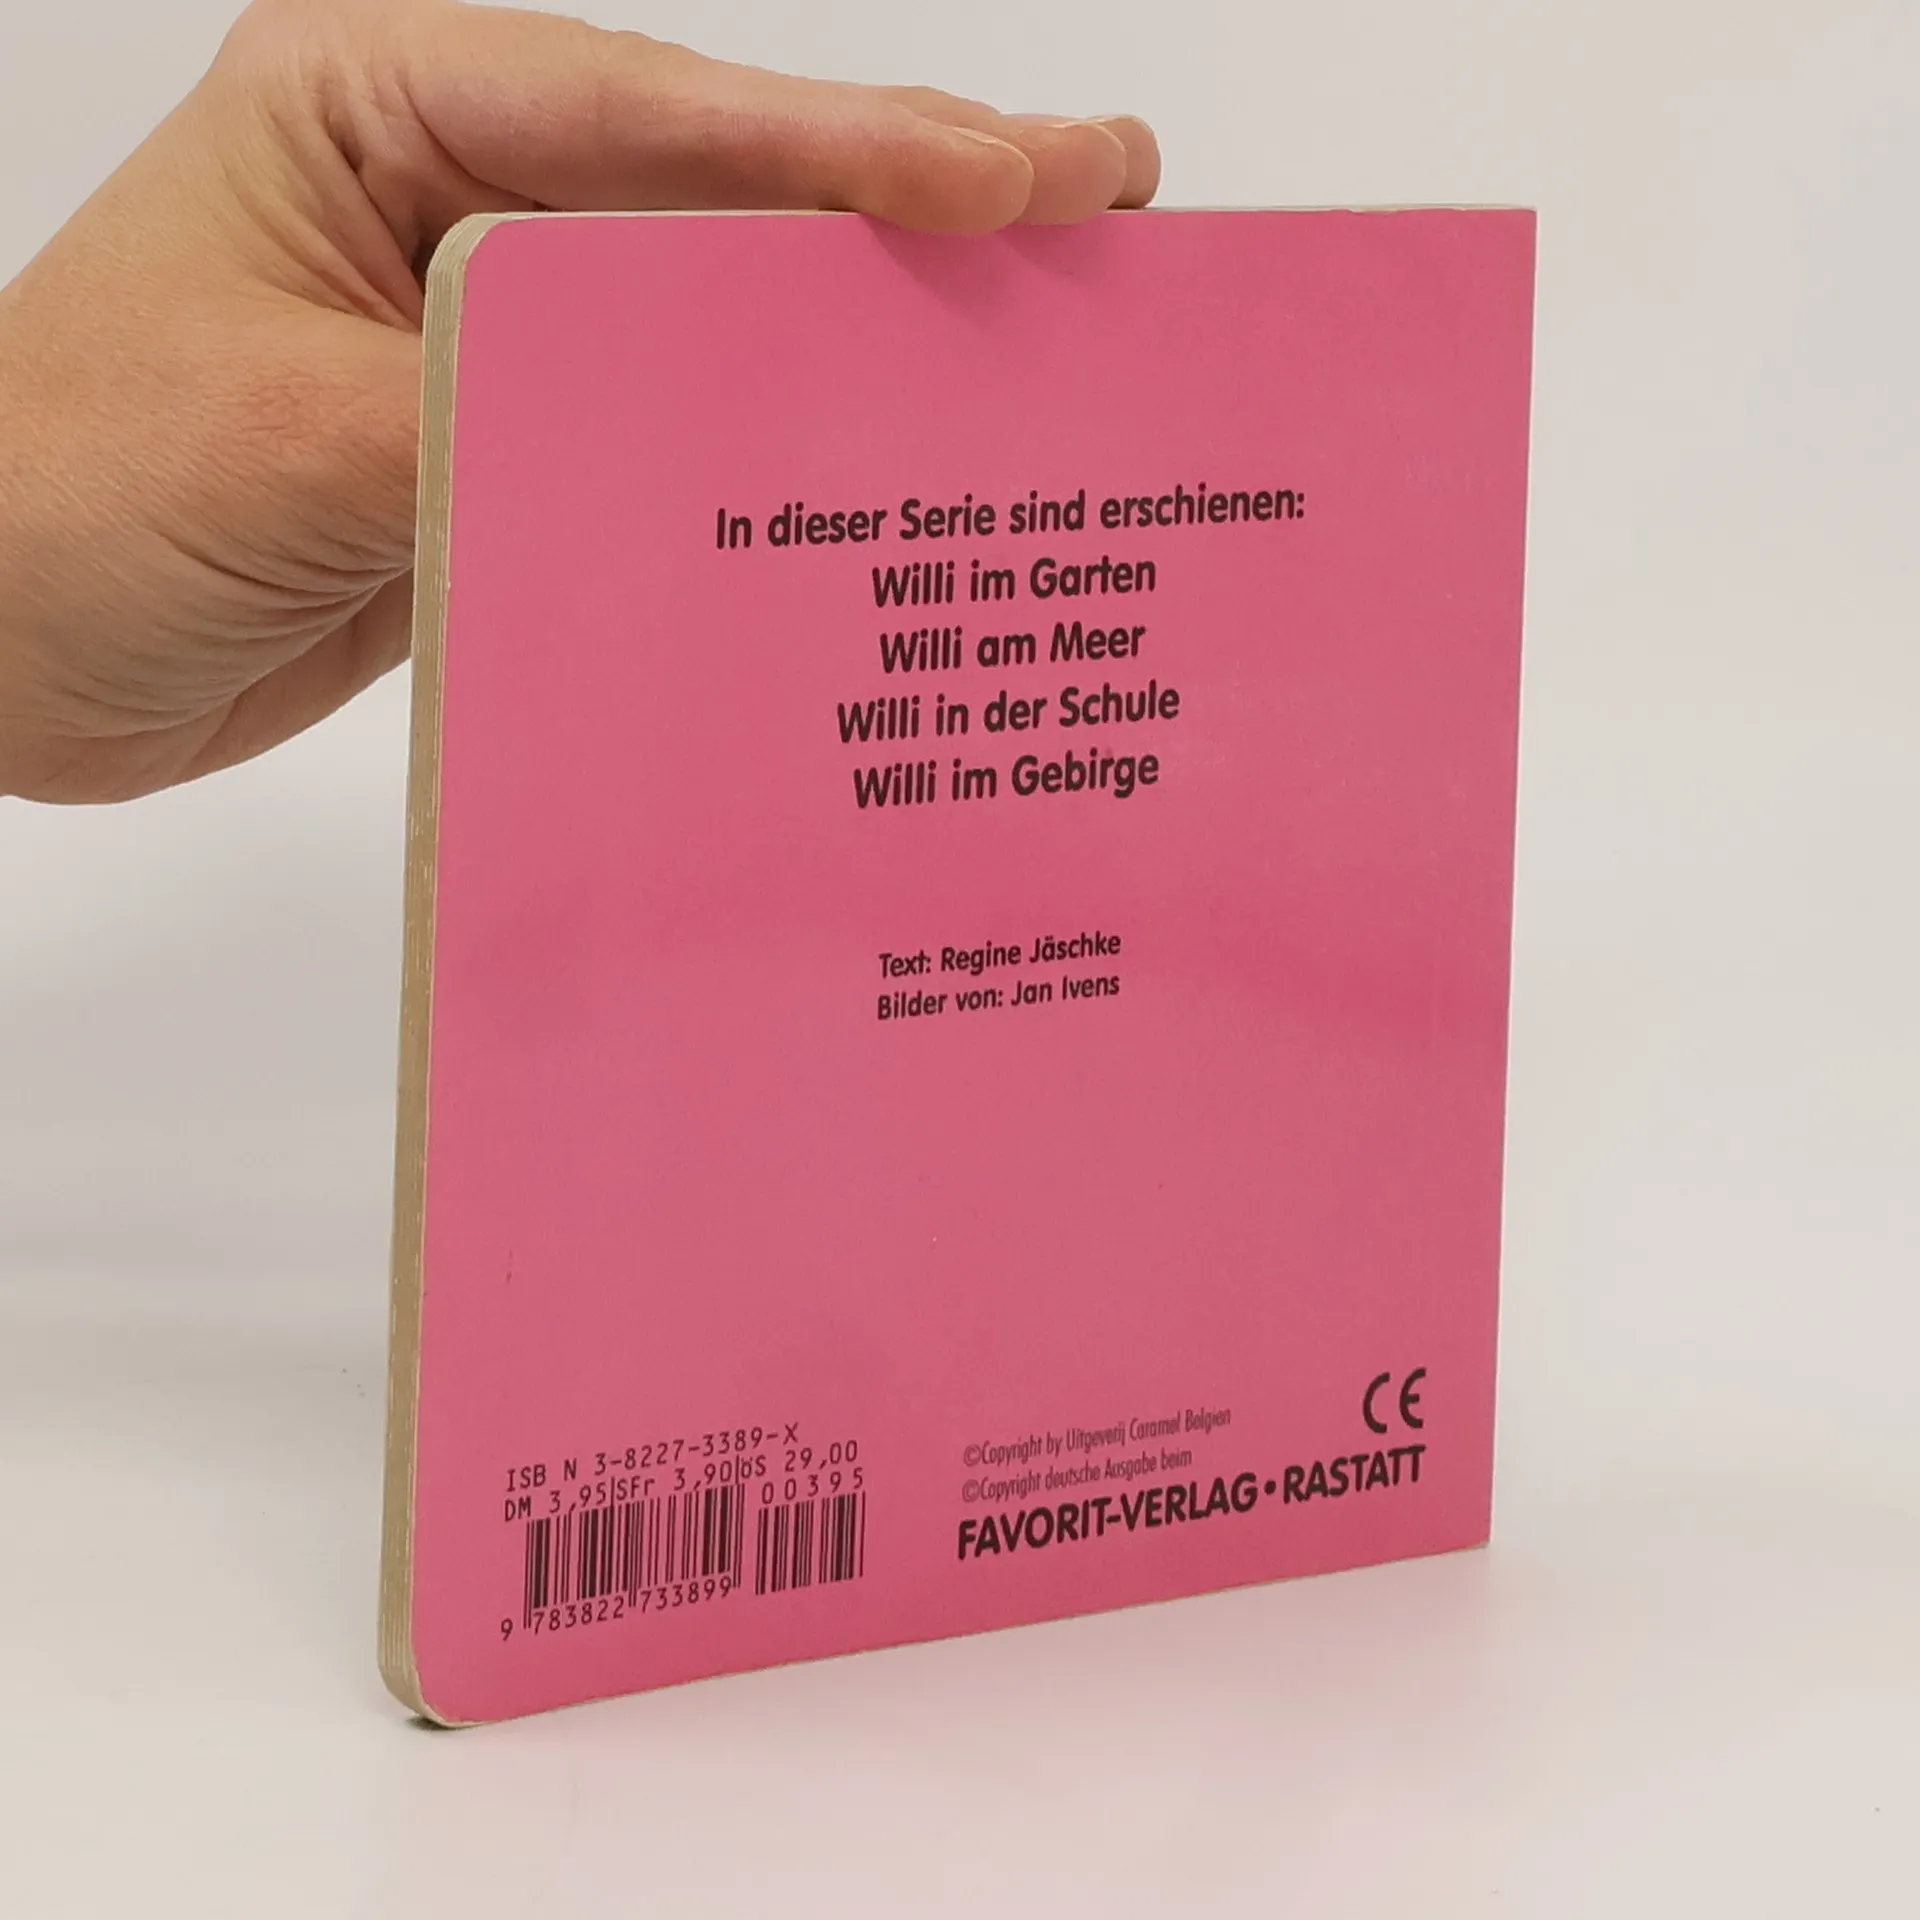 In dieser Serie sind erschienen:
Willi im Garten
Willi am Meer
Willi in der Schule
Willi im Gebirge
Text: Regine Jäschke
Bilder von: Jan Ivens
ISB N 3-8227-3389-X
DM 3,95|SFr 3,90|öS 29,00
00395
9 783822 733899
CE
©Copyright by Uitgeverij Caramel Belgien
©Copyright deutsche Ausgabe beim
FAVORIT-VERLAG•RASTATT